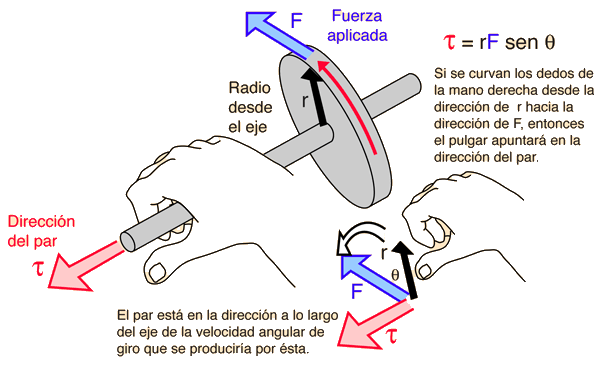 F
Fuerza
aplicada
τ = rF sen θ
Si se curvan los dedos de
la mano derecha desde la
dirección de r hacia la
dirección de F, entonces
el pulgar apuntará en la
dirección del par.
Radio
desde
el eje
r
Dirección
del par
τ
r
θ
F
τ
El par está en la dirección a lo largo
del eje de la velocidad angular de
giro que se produciría por ésta.